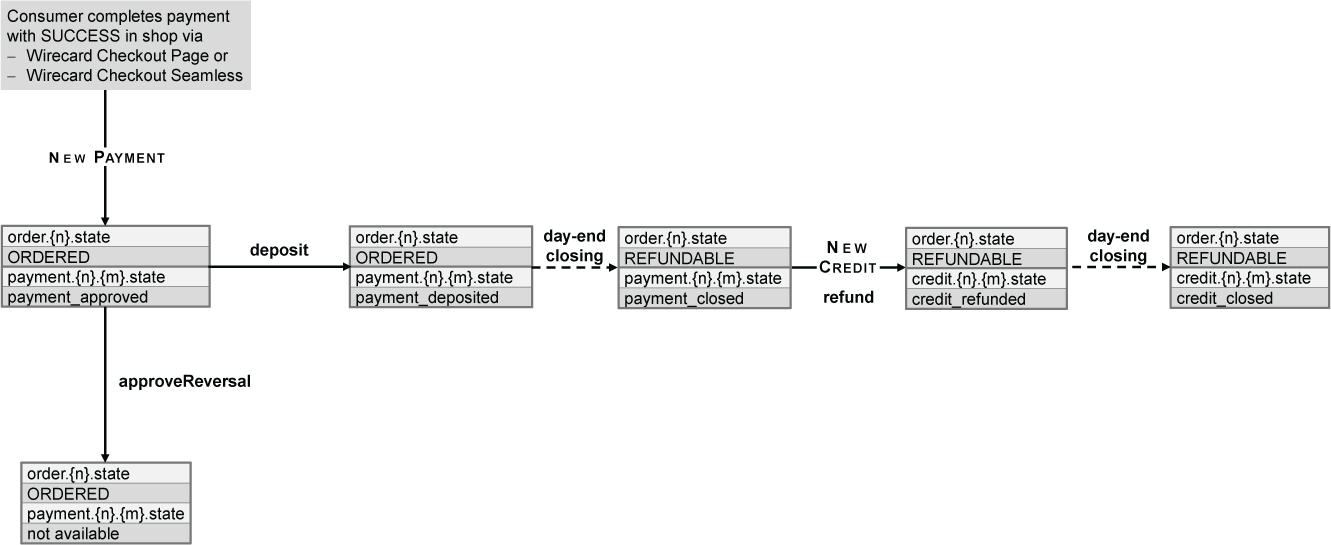 Consumer completes payment
with SUCCESS in shop via
– Wirecard Checkout Page or
– Wirecard Checkout Seamless
NEW PAYMENT
order.{n}.state
ORDERED
payment.{n}.{m}.state
payment_approved
deposit
order.{n}.state
ORDERED
payment.{n}.{m}.state
payment_deposited
day-end
closing
order.{n}.state
REFUNDABLE
payment.{n}.{m}.state
payment_closed
NEW
CREDIT
refund
order.{n}.state
REFUNDABLE
credit.{n}.{m}.state
credit_refunded
day-end
closing
order.{n}.state
REFUNDABLE
credit.{n}.{m}.state
credit_closed
approveReversal
order.{n}.state
ORDERED
payment.{n}.{m}.state
not available